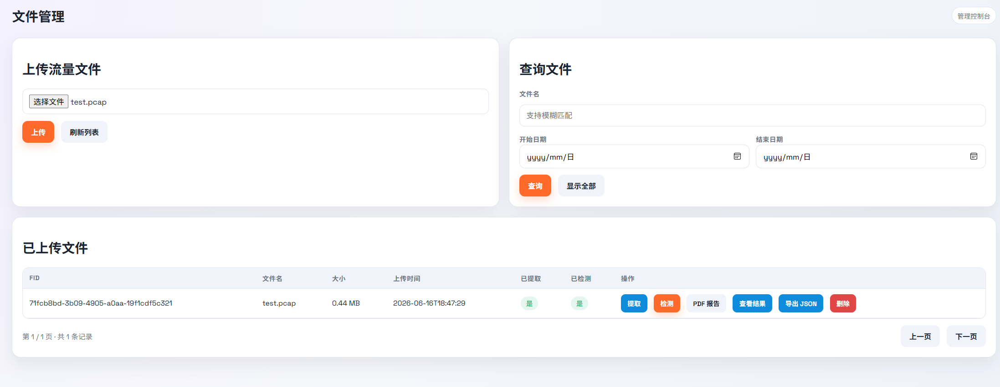 文件管理
管理控制台
上传流量文件
选择文件 test.pcap
上传 刷新列表
查询文件
文件名
支持模糊匹配
开始日期 结束日期
yyyy/mm/日 yyyy/mm/日
查询 显示全部
已上传文件
FID 文件名 大小 上传时间 已提取 已检测 操作
71fcb8bd-3b09-4905-a0aa-19f1cdf5c321 test.pcap 0.44 MB 2026-06-16T18:47:29 是 是 提取 检测 PDF 报告 查看结果 导出 JSON 删除
第 1 / 1 页 · 共 1 条记录 上一页 下一页